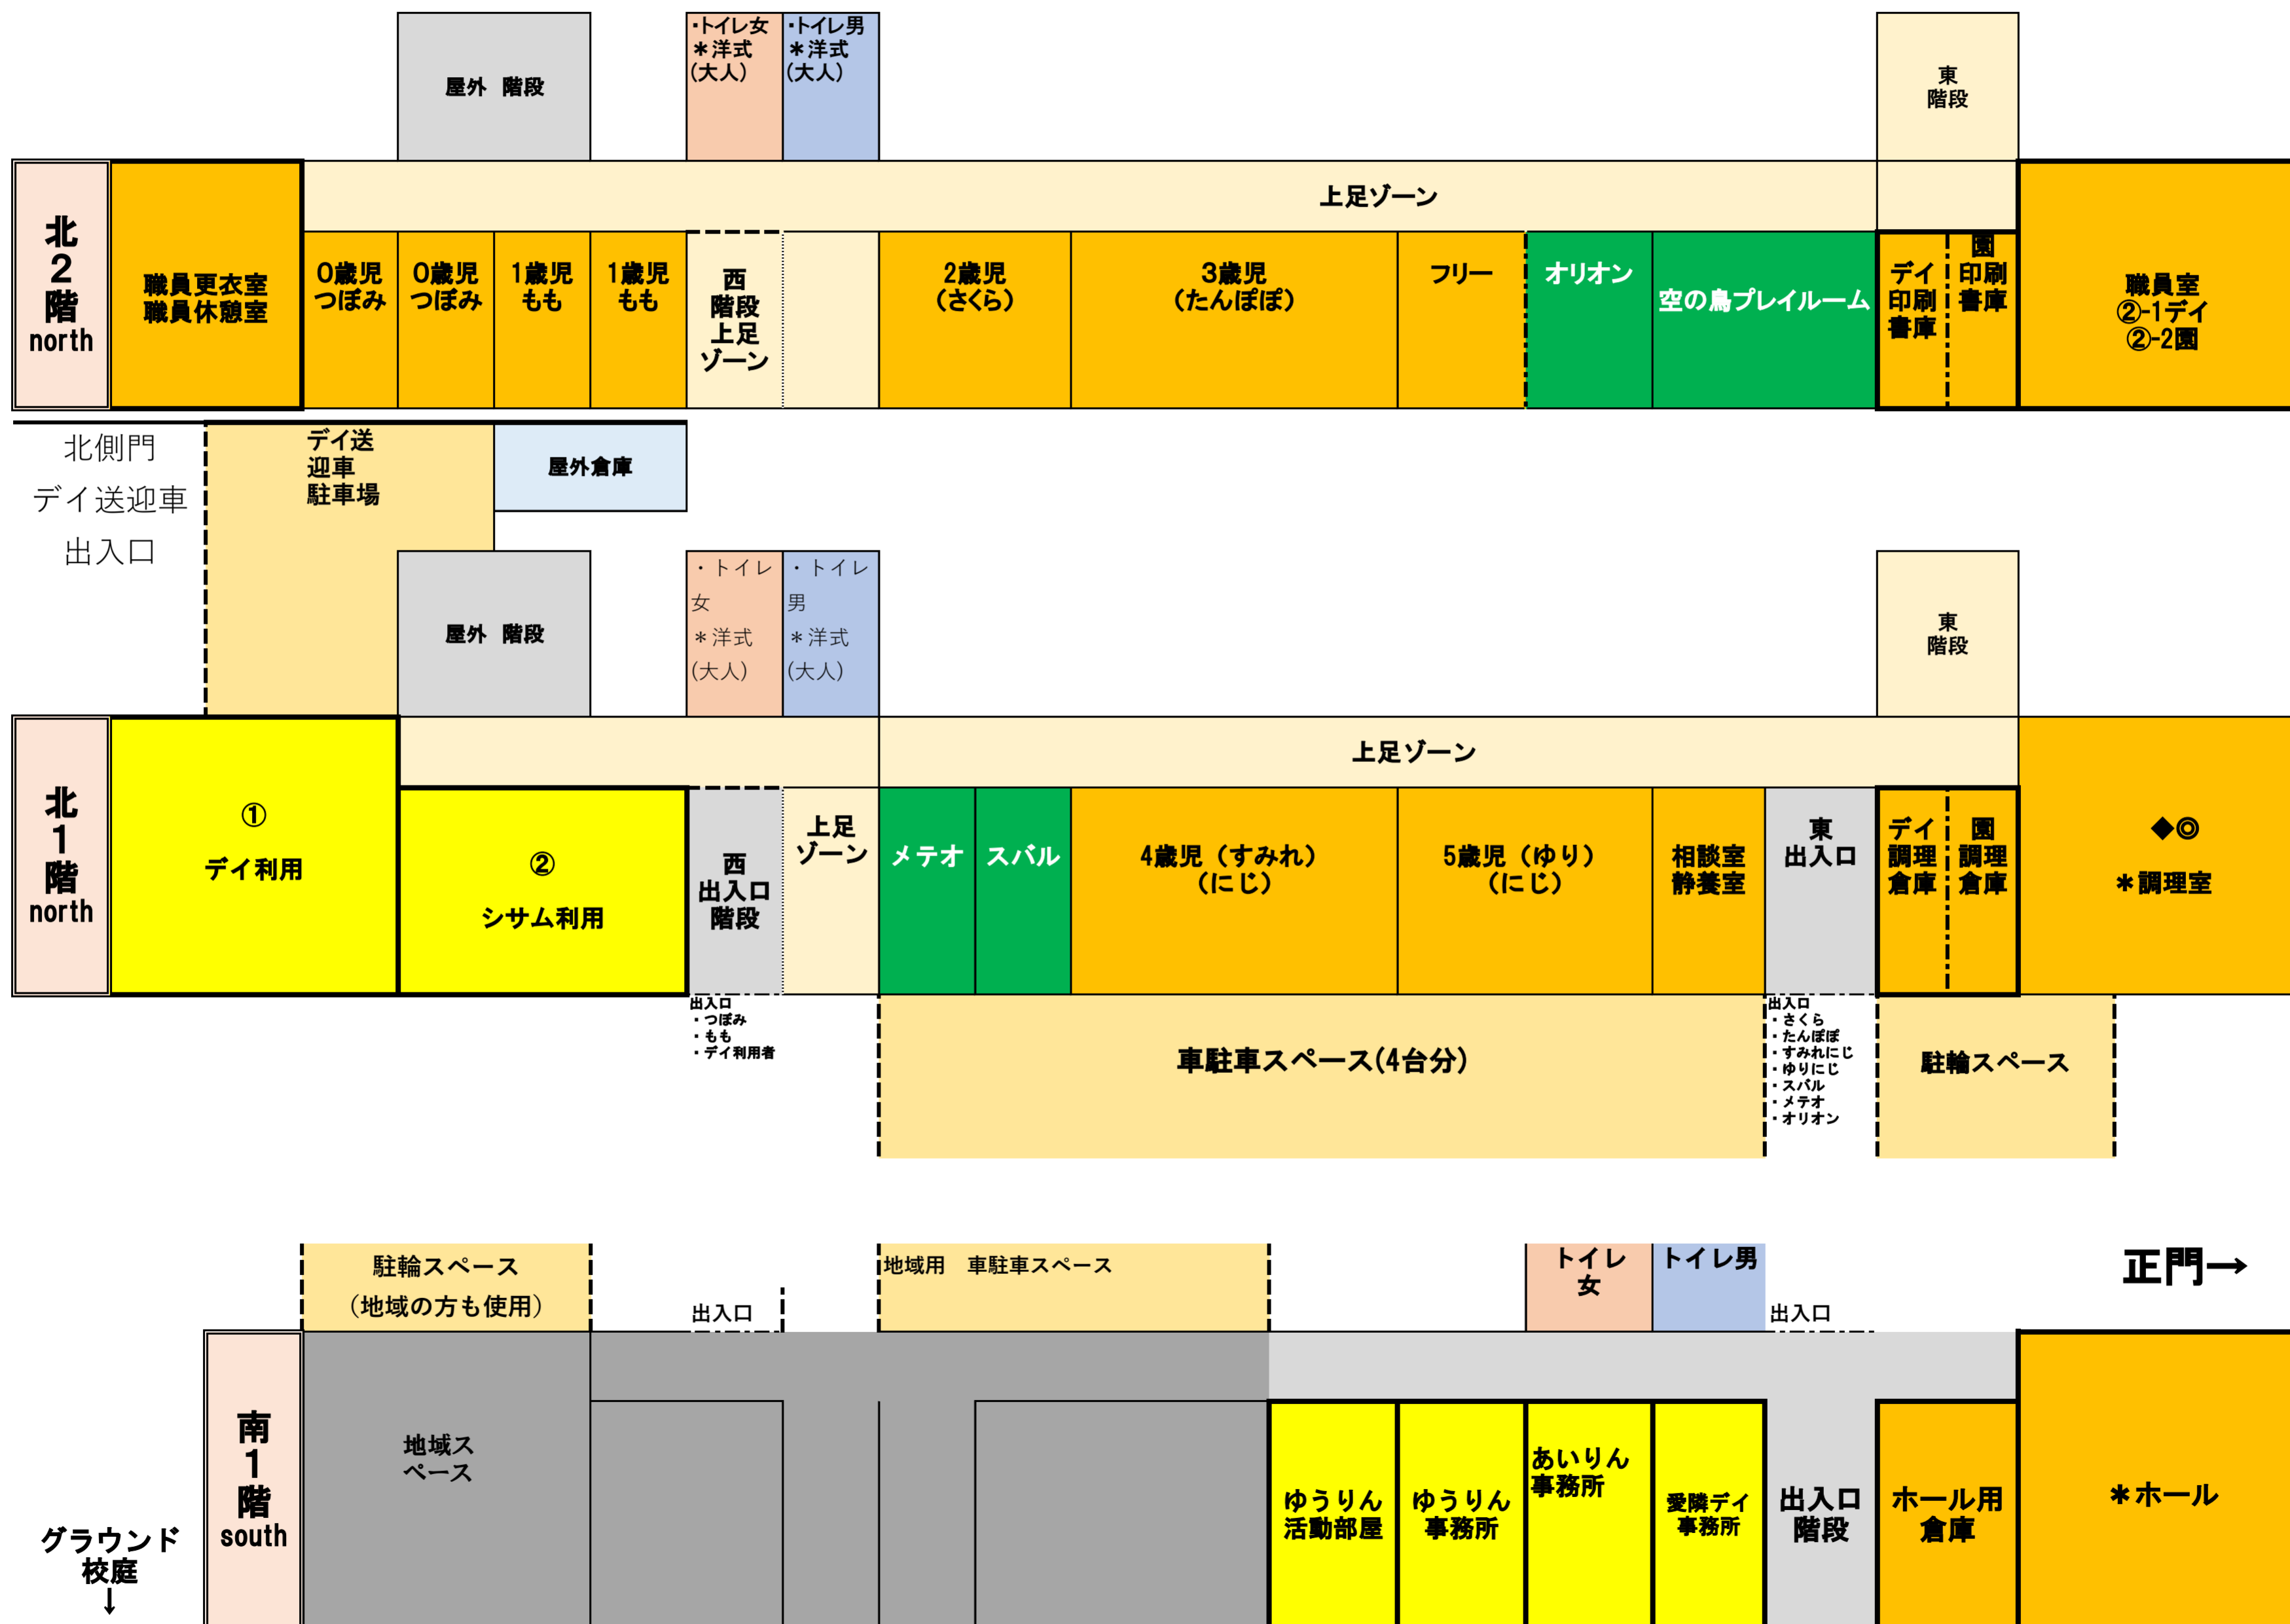 屋外　階段
・トイレ女
＊洋式
(大人)
・トイレ男
＊洋式
(大人)
東
階段
北
2
階
north
上足ゾーン
職員更衣室
職員休憩室
0歳児
つぼみ
0歳児
つぼみ
1歳児
もも
1歳児
もも
西
階段
上足
ゾーン
2歳児
(さくら)
3歳児
(たんぽぽ)
フリー
オリオン
空の鳥プレイルーム
デイ
印刷
書庫
園
印刷
書庫
職員室
②-1デイ
②-2園
北側門
デイ送迎車
出入口
デイ送
迎車
駐車場
屋外倉庫
屋外　階段
・トイレ
女
＊洋式
(大人)
・トイレ
男
＊洋式
(大人)
東
階段
北
1
階
north
上足ゾーン
①
デイ利用
②
シサム利用
西
出入口
階段
上足
ゾーン
メテオ
スバル
4歳児（すみれ）
（にじ）
5歳児（ゆり）
（にじ）
相談室
静養室
東
出入口
デイ
調理
倉庫
園
調理
倉庫
◆◎
＊調理室
出入口
・つぼみ
・もも
・デイ利用者
車駐車スペース(4台分)
出入口
・さくら
・たんぽぽ
・すみれにじ
・ゆりにじ
・スバル
・メテオ
・オリオン
駐輪スペース
駐輪スペース
（地域の方も使用）
出入口
地域用　車駐車スペース
トイレ
女
トイレ男
出入口
正門→
南
1
階
south
地域ス
ペース
ゆうりん
活動部屋
ゆうりん
事務所
あいりん
事務所
愛隣デイ
事務所
出入口
階段
ホール用
倉庫
＊ホール
グラウンド
校庭
↓